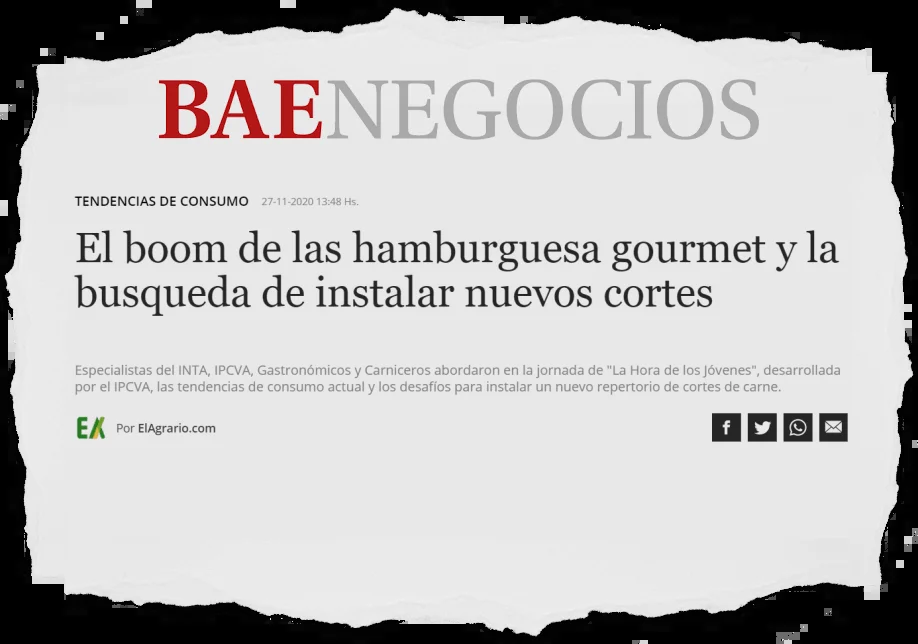 BAENEGOCIOS
TENDENCIAS DE CONSUMO 27-11-2020 13:48 Hs.
El boom de las hamburguesa gourmet y la
busqueda de instalar nuevos cortes
Especialistas del INTA, IPCVA, Gastronómicos y Carniceros abordaron en la jornada de "La Hora de los Jóvenes", desarrollada
por el IPCVA, las tendencias de consumo actual y los desafíos para instalar un nuevo repertorio de cortes de carne.
EA Por ElAgrario.com